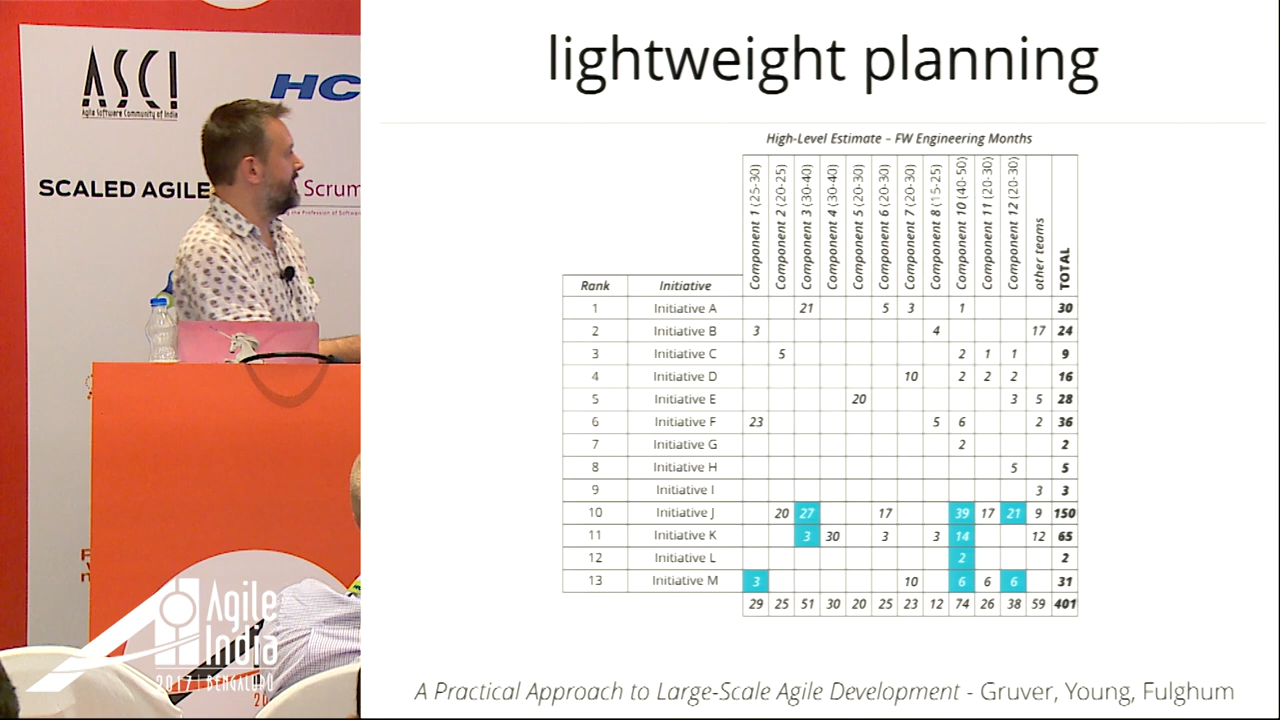 ASCI
Agile Software Community of India
HC
SCALED AGILE
Scrum
ng the Profession of Softwar
Agile
India
2017 | BENGALURU
lightweight planning
High-Level Estimate – FW Engineering Months
Component 1 (25-30)
Component 2 (20-25)
Component 3 (30-40)
Component 4 (30-40)
Component 5 (20-30)
Component 6 (20-30)
Component 7 (20-30)
Component 8 (15-25)
Component 10 (40-50)
Component 11 (20-30)
Component 12 (20-30)
other teams
TOTAL
Rank Initiative
1 Initiative A 21 5 3 1 30
2 Initiative B 3 4 17 24
3 Initiative C 5 2 1 1 9
4 Initiative D 10 2 2 2 16
5 Initiative E 20 3 5 28
6 Initiative F 23 5 6 2 36
7 Initiative G 2 2
8 Initiative H 5 5
9 Initiative I 3 3
10 Initiative J 20 27 17 39 17 21 9 150
11 Initiative K 3 30 3 3 14 12 65
12 Initiative L 2 2
13 Initiative M 3 10 6 6 6 31
29 25 51 30 20 25 23 12 74 26 38 59 401
A Practical Approach to Large-Scale Agile Development - Gruver, Young, Fulghum